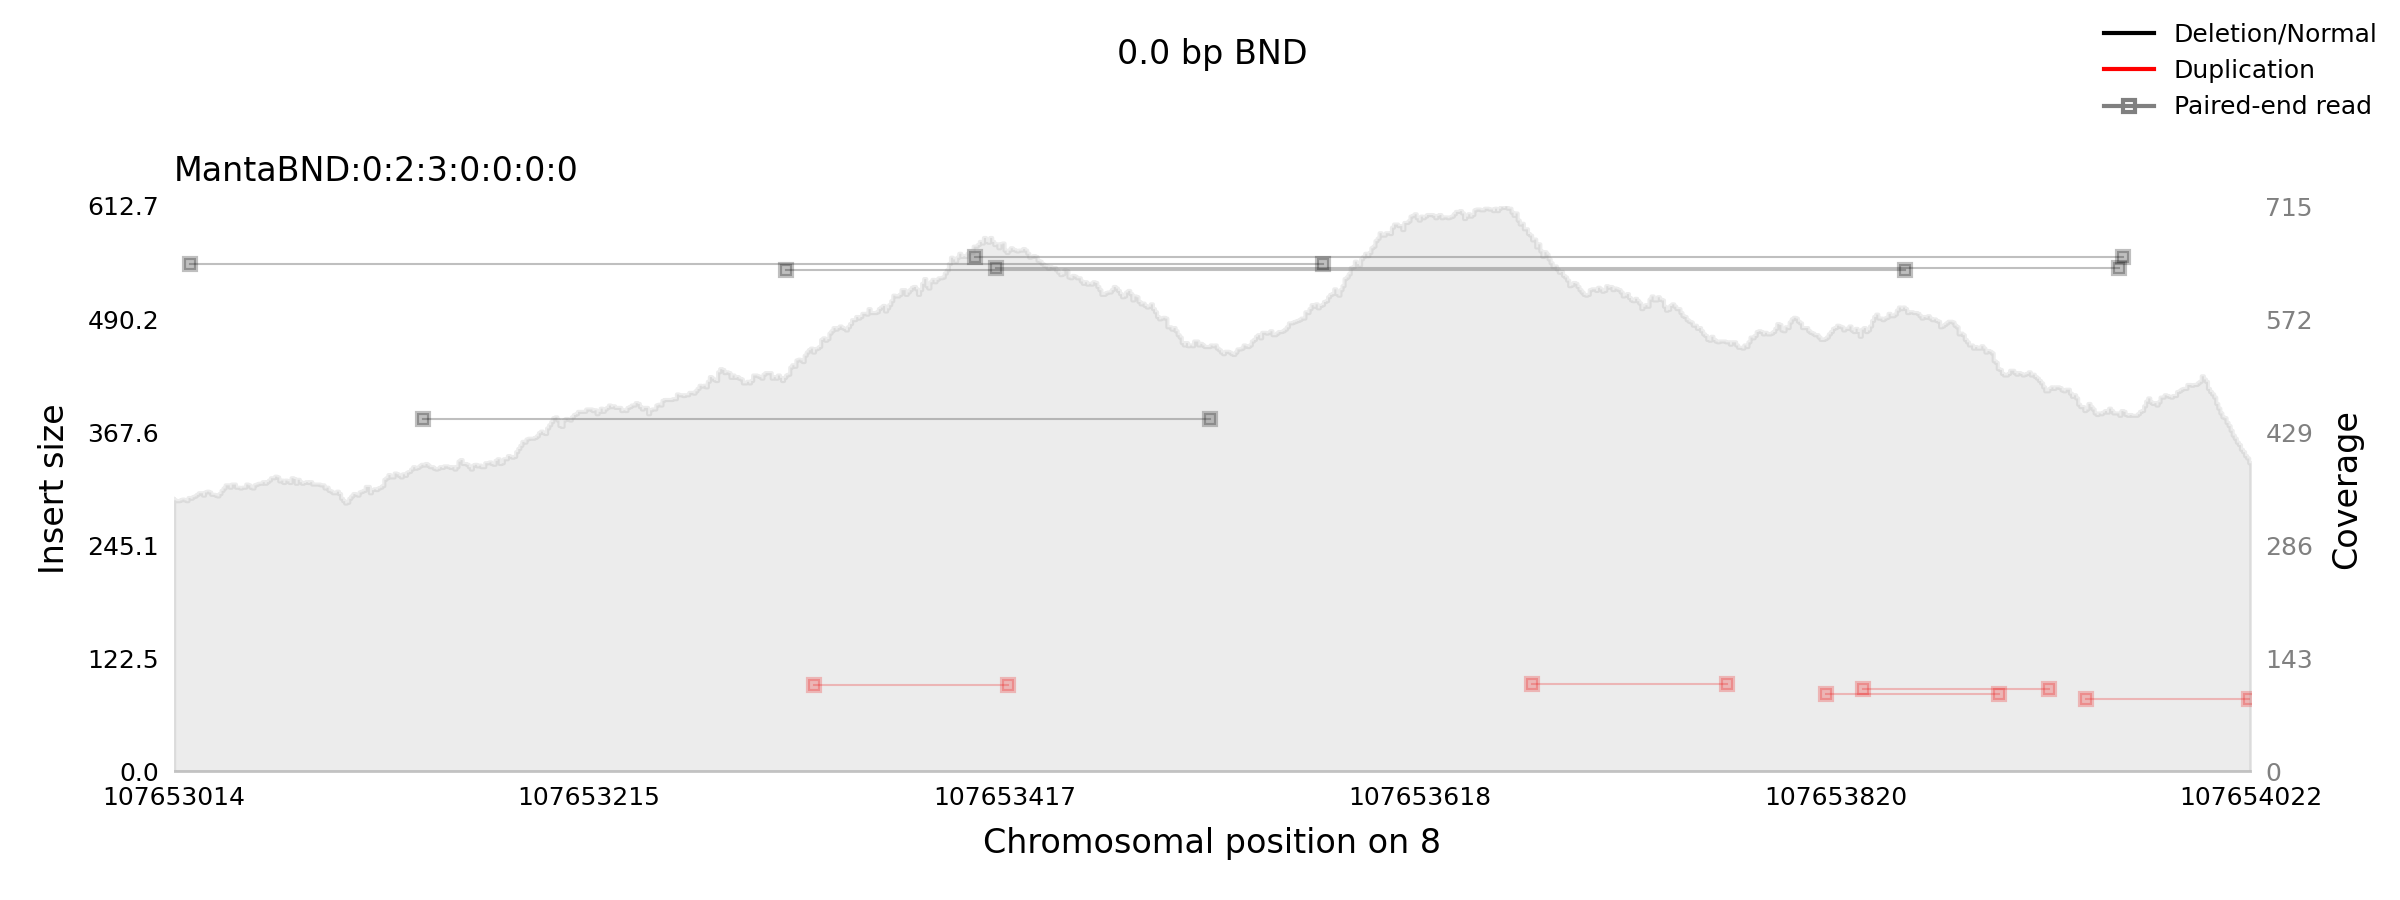 Deletion/Normal
Duplication
Paired-end read
0.0 bp BND
MantaBND:0:2:3:0:0:0:0
612.7
490.2
367.6
245.1
122.5
0.0
Insert size
715
572
429
286
143
0
Coverage
107653014 107653215 107653417 107653618 107653820 107654022
Chromosomal position on 8